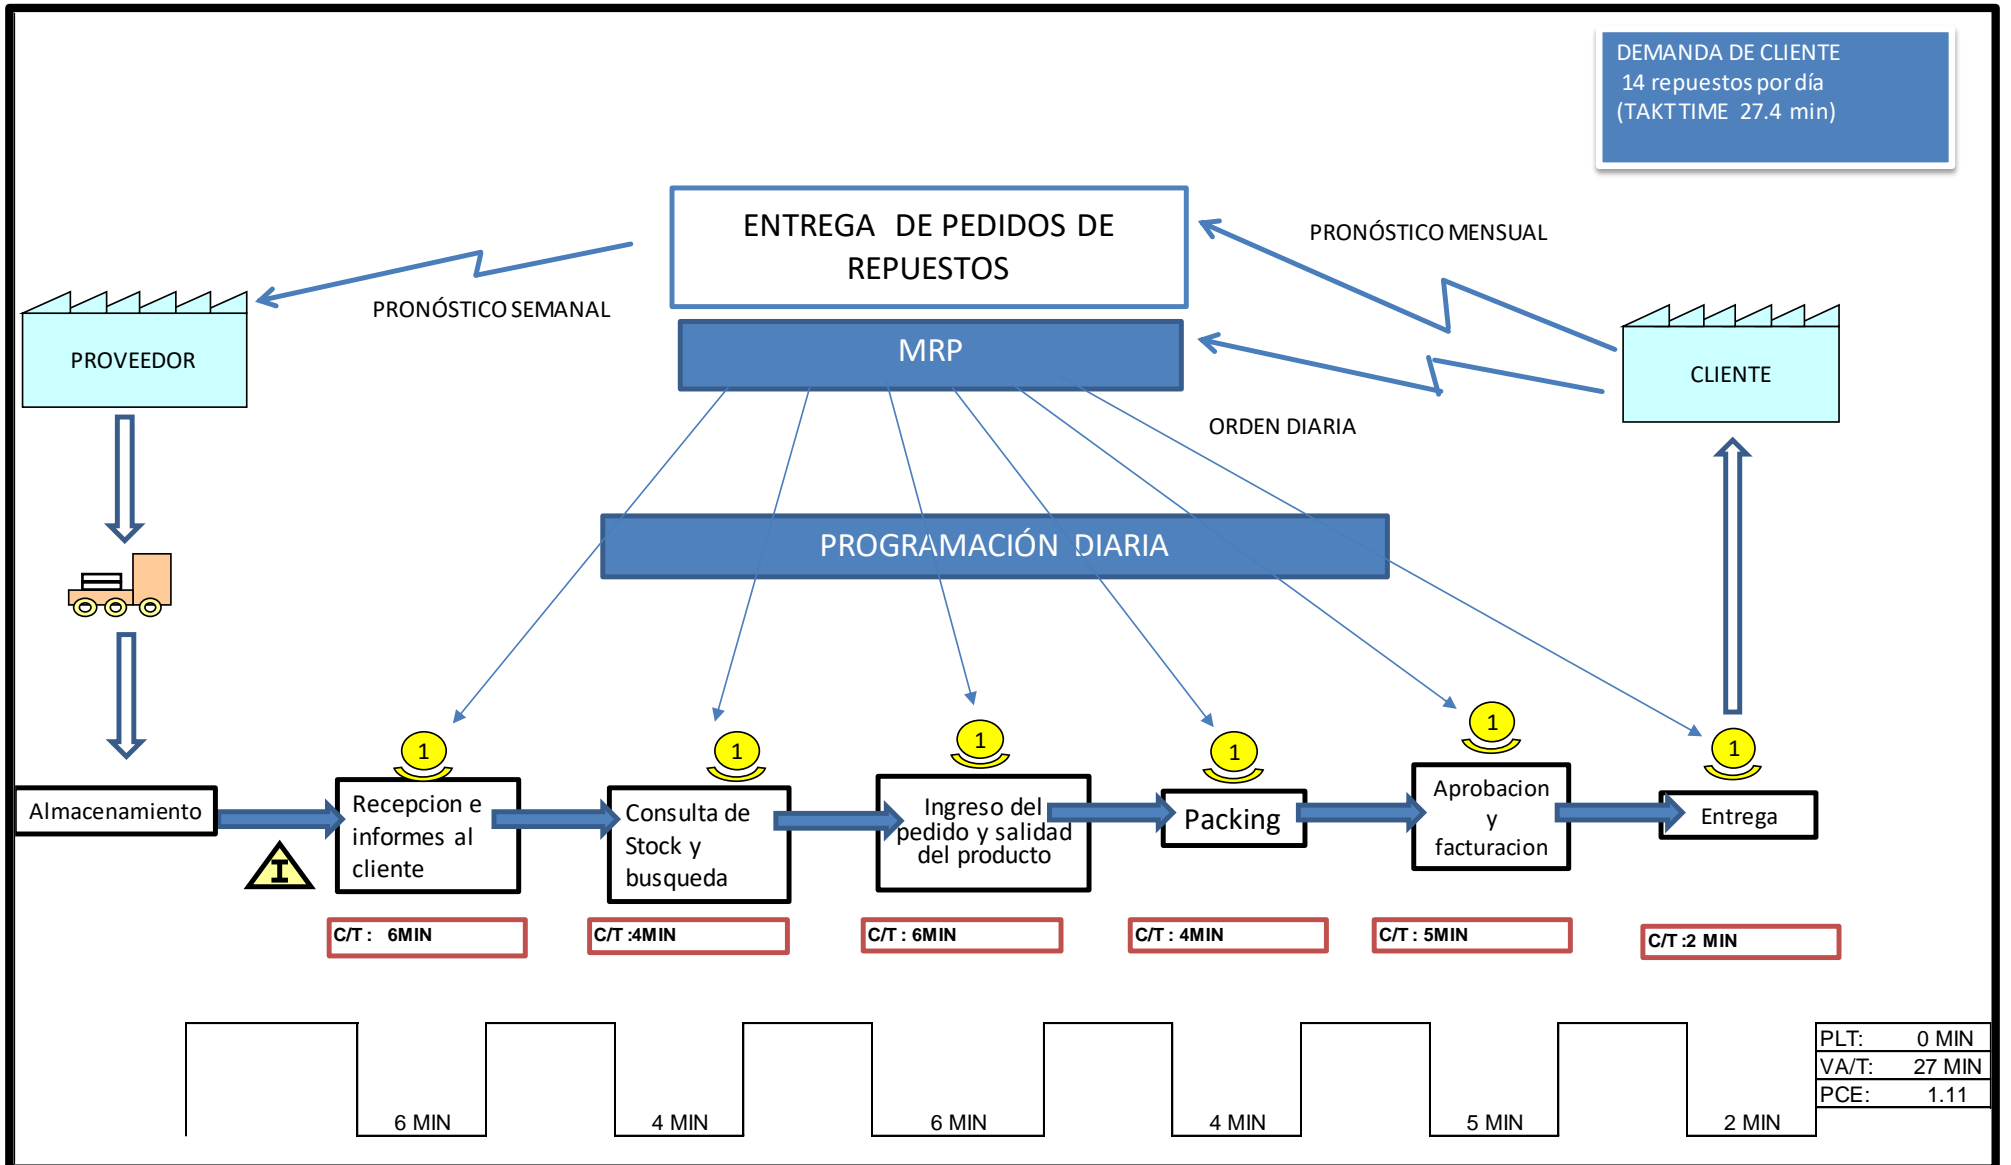 DEMANDA DE CLIENTE
14 repuestos por día
(TAKT TIME 27.4 min)
ENTREGA DE PEDIDOS DE
REPUESTOS
PRONÓSTICO MENSUAL
PRONÓSTICO SEMANAL
MRP
PROVEEDOR
CLIENTE
ORDEN DIARIA
PROGRAMACIÓN DIARIA
1
1
1
1
1
1
Almacenamiento
I
Recepcion e
informes al
cliente
Consulta de
Stock y
busqueda
Ingreso del
pedido y salidad
del producto
Packing
Aprobacion
y
facturacion
Entrega
C/T : 6MIN
C/T :4MIN
C/T : 6MIN
C/T : 4MIN
C/T : 5MIN
C/T :2 MIN
6 MIN
4 MIN
6 MIN
4 MIN
5 MIN
2 MIN
PLT: 0 MIN
VA/T: 27 MIN
PCE: 1.11